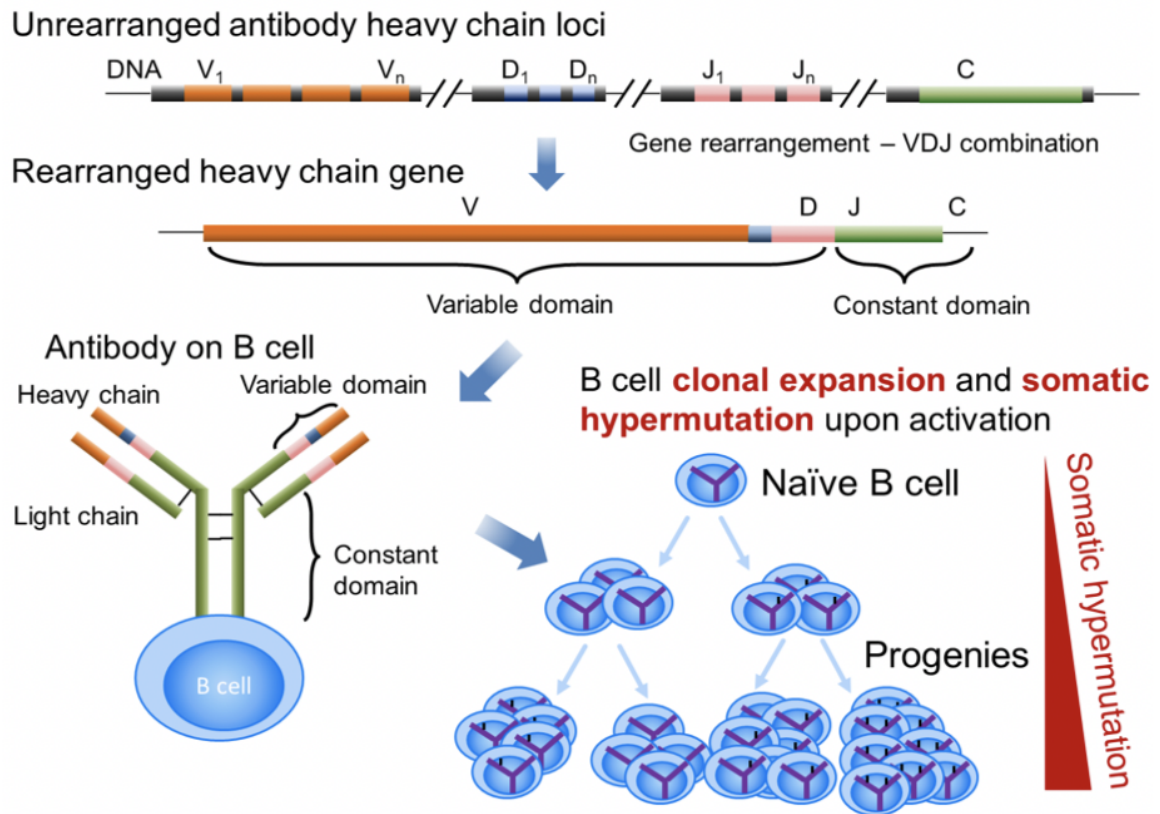 Unrearranged antibody heavy chain loci
DNA V1 Vn D1 Dn J1 Jn C
Gene rearrangement – VDJ combination
Rearranged heavy chain gene
V D J C
Variable domain Constant domain
Antibody on B cell
Heavy chain
Variable domain
Light chain
Constant
domain
B cell
B cell clonal expansion and somatic
hypermutation upon activation
Naïve B cell
Progenies
Somatic hypermutation